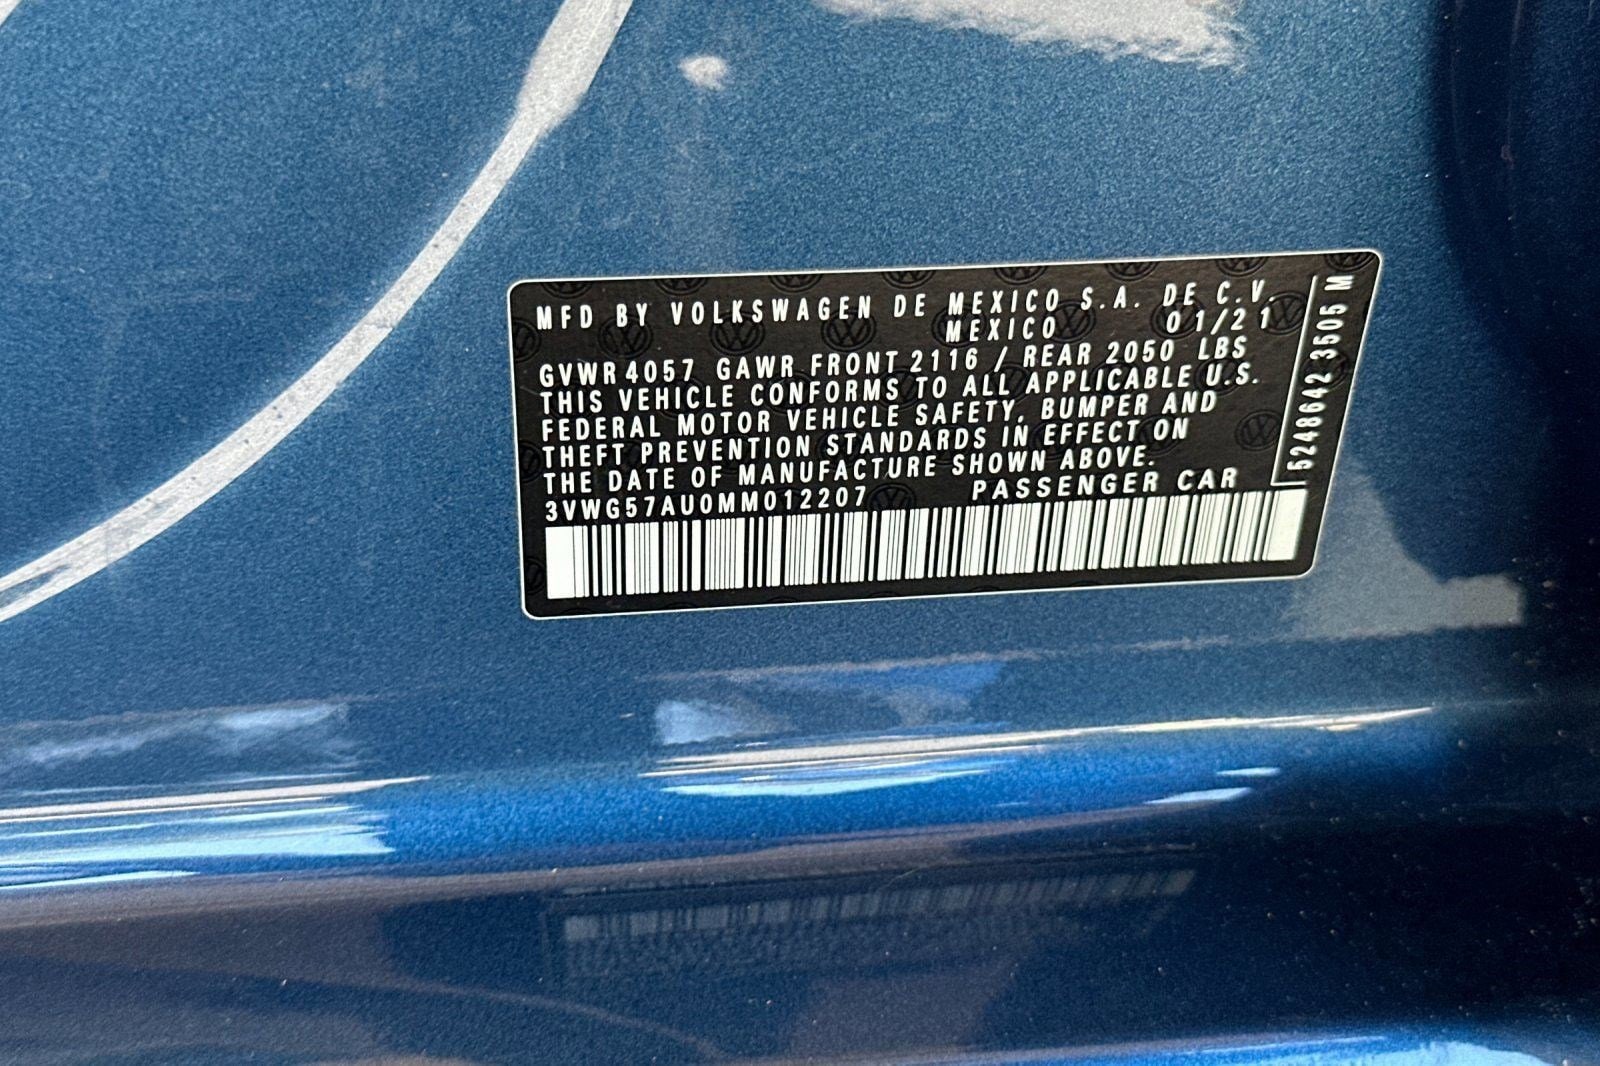 MFD BY VOLKSWAGEN DE MEXICO S.A. DE C.V.
MEXICO 01/21
GVWR 4057 GAWR FRONT 2116 / REAR 2050 LBS
THIS VEHICLE CONFORMS TO ALL APPLICABLE U.S.
FEDERAL MOTOR VEHICLE SAFETY, BUMPER AND
THEFT PREVENTION STANDARDS IN EFFECT ON
THE DATE OF MANUFACTURE SHOWN ABOVE.
3VWG57AU0MM012207 PASSENGER CAR
5248642 3505 M